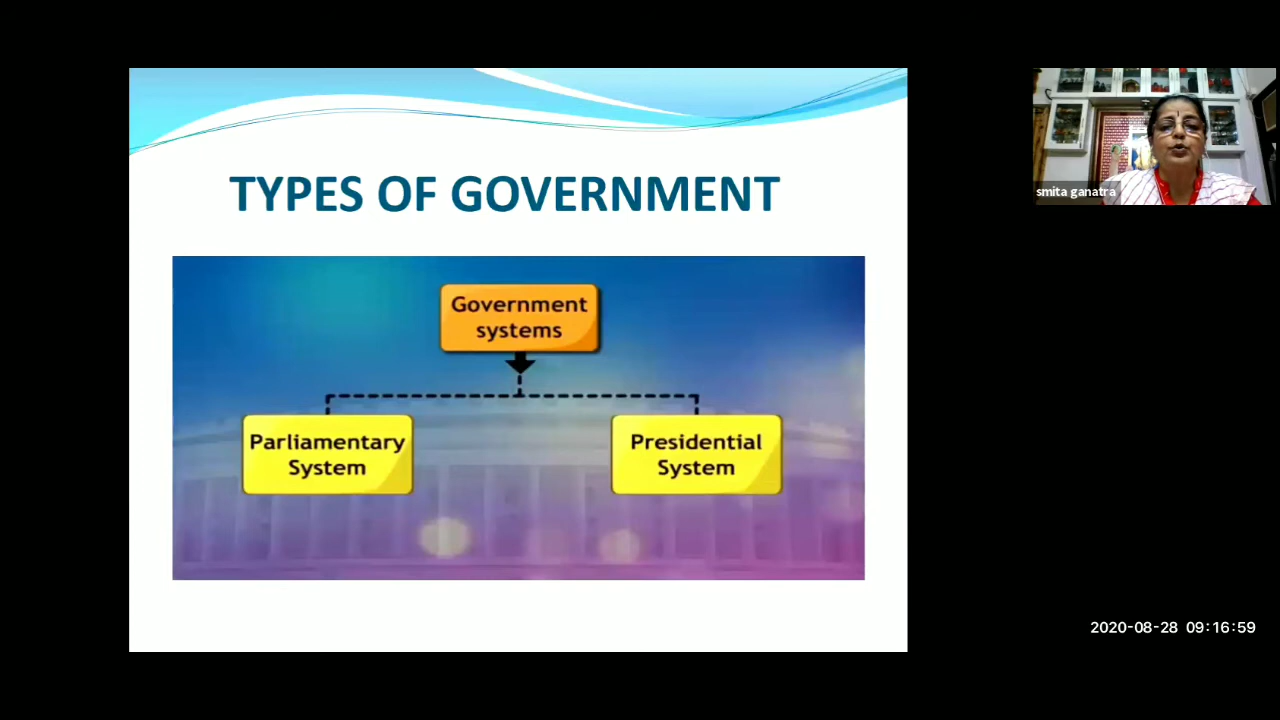 TYPES OF GOVERNMENT
Government
systems
Parliamentary
System
Presidential
System
smita ganatra
2020-08-28 09:16:59